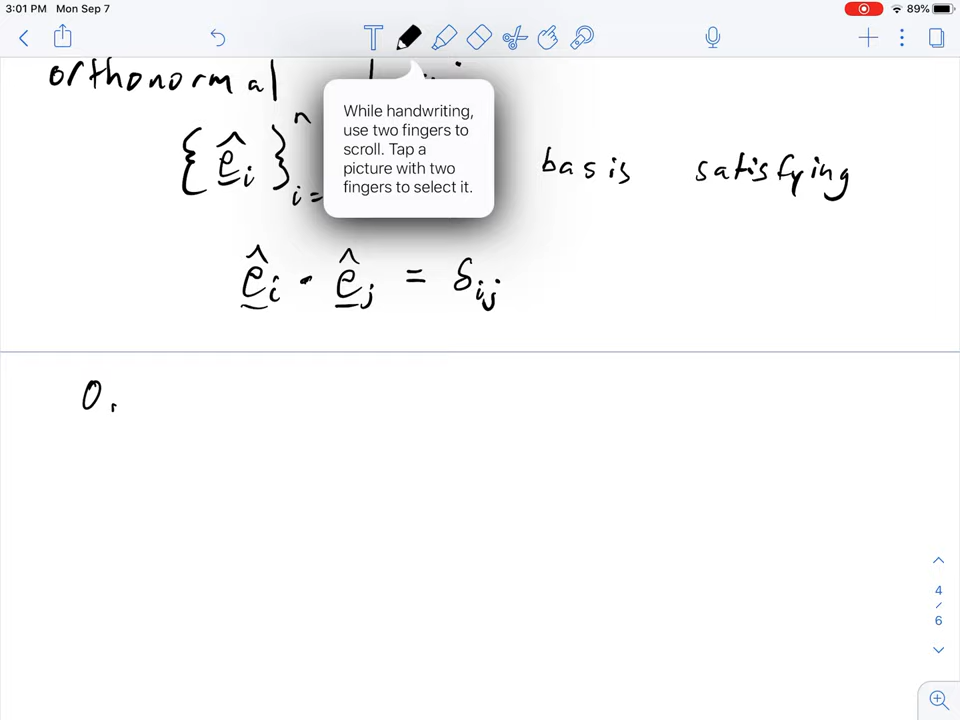 3:01 PM Mon Sep 7 89%
T
orthonormal
While handwriting,
use two fingers to
scroll. Tap a
picture with two
fingers to select it.
{ê_i}^n_{i= basis satisfying
ê_i · ê_j = δ_ij
O
4
/
6